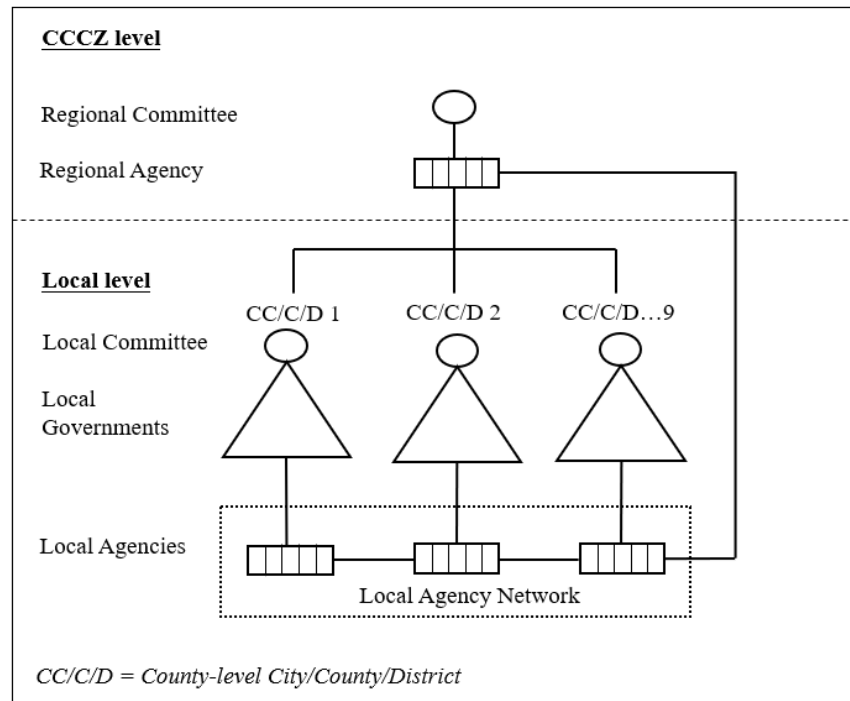 CCCZ level
Regional Committee
Regional Agency
Local level
CC/C/D 1
CC/C/D 2
CC/C/D…9
Local Committee
Local
Governments
Local Agencies
Local Agency Network
CC/C/D = County-level City/County/District